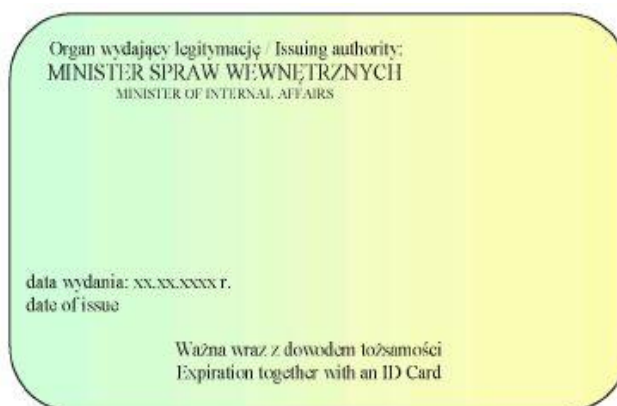 Organ wydający legitymację / Issuing authority:
MINISTER SPRAW WEWNĘTRZNYCH
MINISTER OF INTERNAL AFFAIRS
data wydania: xx.xx.xxxx r.
date of issue
Ważna wraz z dowodem tożsamości
Expiration together with an ID Card